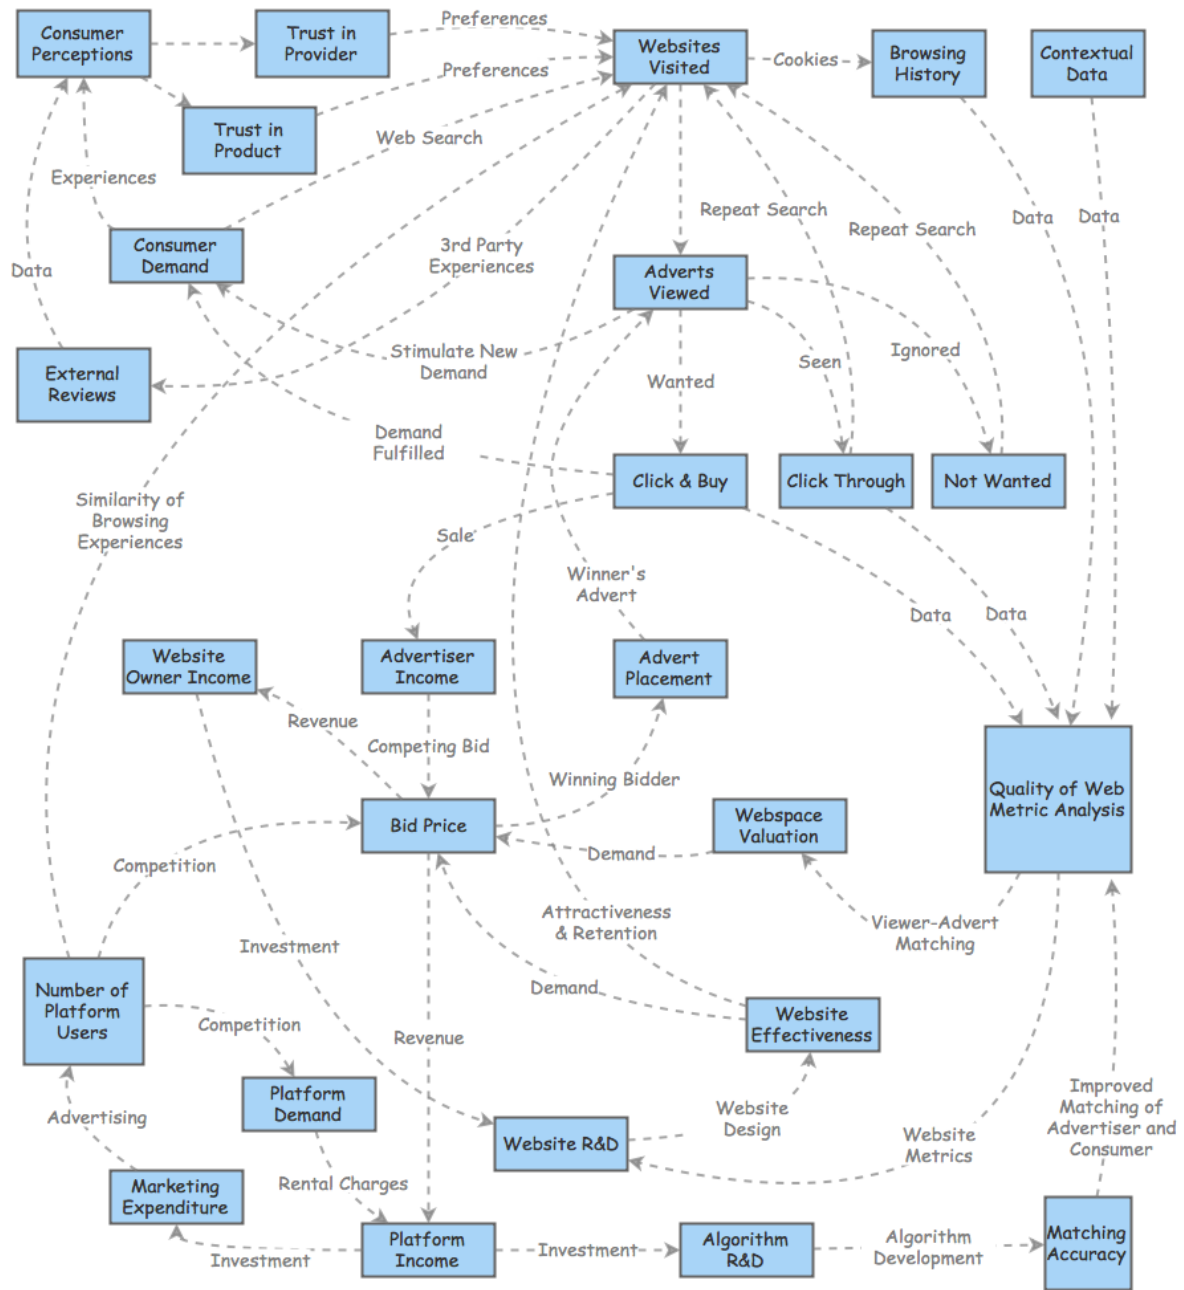 Consumer
Perceptions
Trust in
Provider
Preferences
Websites
Visited
Cookies
Browsing
History
Contextual
Data
Preferences
Trust in
Product
Web Search
Experiences
Repeat Search
Data
Data
Repeat Search
Consumer
Demand
3rd Party
Experiences
Data
Adverts
Viewed
External
Reviews
Stimulate New
Demand
Wanted
Seen
Ignored
Demand
Fulfilled
Click & Buy
Click Through
Not Wanted
Similarity of
Browsing
Experiences
Sale
Winner's
Advert
Data
Data
Website
Owner Income
Advertiser
Income
Advert
Placement
Revenue
Competing Bid
Winning Bidder
Quality of Web
Metric Analysis
Bid Price
Webspace
Valuation
Demand
Competition
Attractiveness
& Retention
Viewer-Advert
Matching
Investment
Demand
Number of
Platform
Users
Competition
Revenue
Website
Effectiveness
Platform
Demand
Advertising
Website
Design
Improved
Matching of
Advertiser and
Consumer
Website R&D
Website
Metrics
Marketing
Expenditure
Rental Charges
Investment
Platform
Income
Investment
Algorithm
R&D
Algorithm
Development
Matching
Accuracy